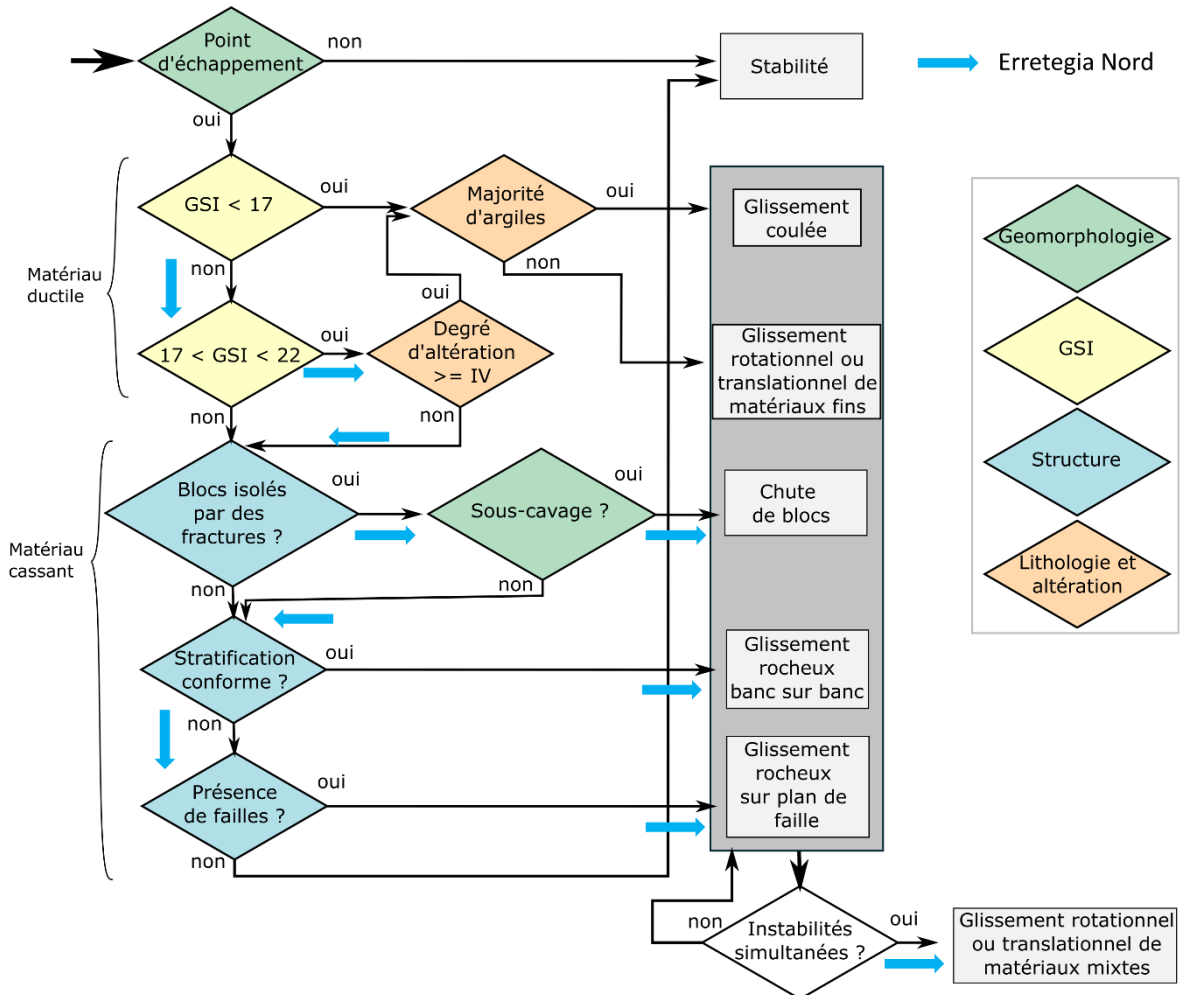 Point
d'échappement
non
Stabilité
Erretegia Nord
oui
GSI < 17
oui
Majorité
d'argiles
oui
Glissement
coulée
Geomorphologie
Matériau
ductile
non
non
oui
17 < GSI < 22
oui
Degré
d'altération
>= IV
Glissement
rotationnel ou
translationnel de
matériaux fins
GSI
non
non
Blocs isolés
par des
fractures ?
oui
Sous-cavage ?
oui
Chute
de blocs
Structure
Matériau
cassant
non
non
Lithologie et
altération
Stratification
conforme ?
oui
Glissement
rocheux
banc sur banc
non
Présence
de failles ?
oui
Glissement
rocheux
sur plan de
faille
non
non
Instabilités
simultanées ?
oui
Glissement rotationnel
ou translationnel de
matériaux mixtes